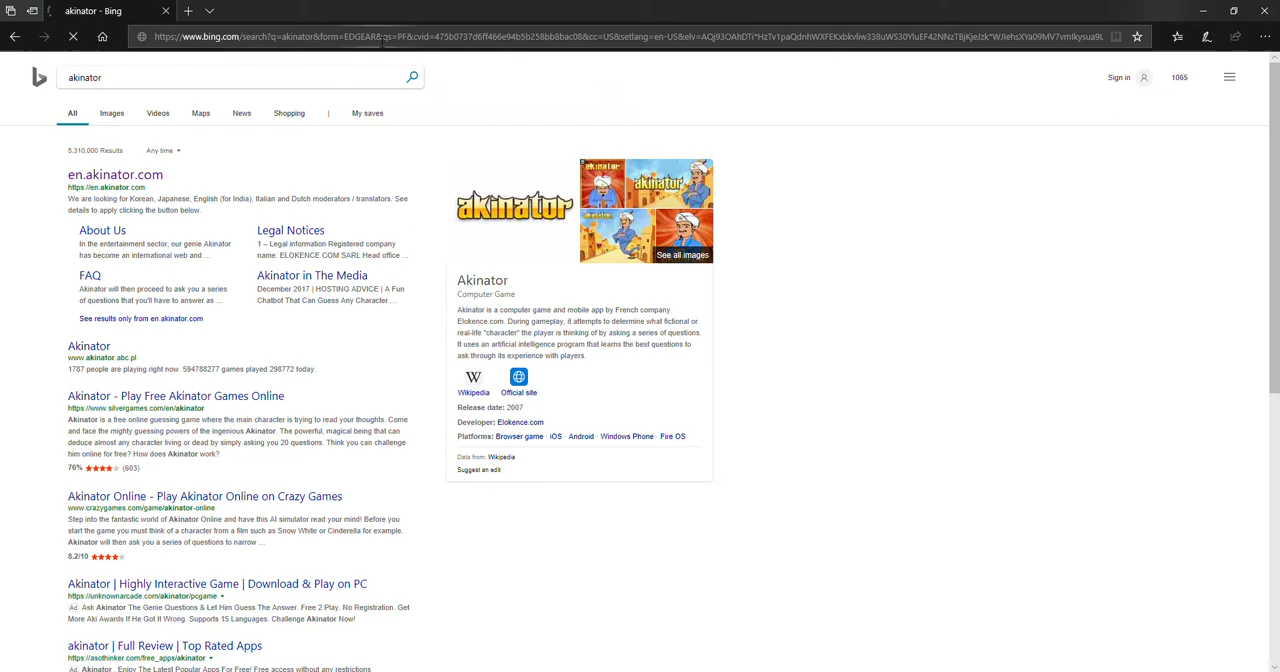 akinator - Bing
https://www.bing.com/search?q=akinator&form=EDGEAR&qs=PF&cvid=475b0737d6ff466e94b5b258bb8bac08&cc=US&setlang=en-US&elv=
akinator
Sign in
1065
All Images Videos Maps News Shopping | My saves
5,310,000 Results Any time
en.akinator.com
https://en.akinator.com
We are looking for Korean, Japanese, English (for India), Italian and Dutch moderators / translators. See
details to apply clicking the button below.
About Us
In the entertainment sector, our genie Akinator
has become an international web and ...
Legal Notices
1 – Legal information Registered company
name: ELOKENCE.COM SARL Head office ...
FAQ
Akinator will then proceed to ask you a series
of questions that you'll have to answer as ...
Akinator in The Media
December 2017 | HOSTING ADVICE | A Fun
Chatbot That Can Guess Any Character ...
See results only from en.akinator.com
Akinator
www.akinator.abc.pl
1787 people are playing right now. 594788277 games played 298772 today.
Akinator - Play Free Akinator Games Online
https://www.silvergames.com/en/akinator
Akinator is a free online guessing game where the main character is trying to read your thoughts. Come
and face the mighty guessing powers of the ingenious Akinator. The powerful, magical being that can
deduce almost any character living or dead by simply asking you 20 questions. Think you can challenge
him online for free? How does Akinator work?
76% (603)
Akinator Online - Play Akinator Online on Crazy Games
www.crazygames.com/game/akinator-online
Step into the fantastic world of Akinator Online and have this AI simulator read your mind! Before you
start the game you must think of a character from a film such as Snow White or Cinderella for example.
Akinator will then ask you a series of questions to narrow ...
8.2/10
Akinator | Highly Interactive Game | Download & Play on PC
https://unknownarcade.com/akinator/pcgame
Ad Ask Akinator The Genie Questions & Let Him Guess The Answer. Free 2 Play. No Registration. Get
More Aki Awards If He Got It Wrong. Supports 15 Languages. Challenge Akinator Now!
akinator | Full Review | Top Rated Apps
https://asothinker.com/free_apps/akinator
Ad Akinator . Enjoy The Latest Popular Apps For Free! Free access without any restrictions
akinator
akinator
akinator
See all images
Akinator
Computer Game
Akinator is a computer game and mobile app by French company
Elokence.com. During gameplay, it attempts to determine what fictional or
real-life "character" the player is thinking of by asking a series of questions.
It uses an artificial intelligence program that learns the best questions to
ask through its experience with players.
W
Wikipedia Official site
Release date: 2007
Developer: Elokence.com
Platforms: Browser game · iOS · Android · Windows Phone · Fire OS
Data from: Wikipedia
Suggest an edit